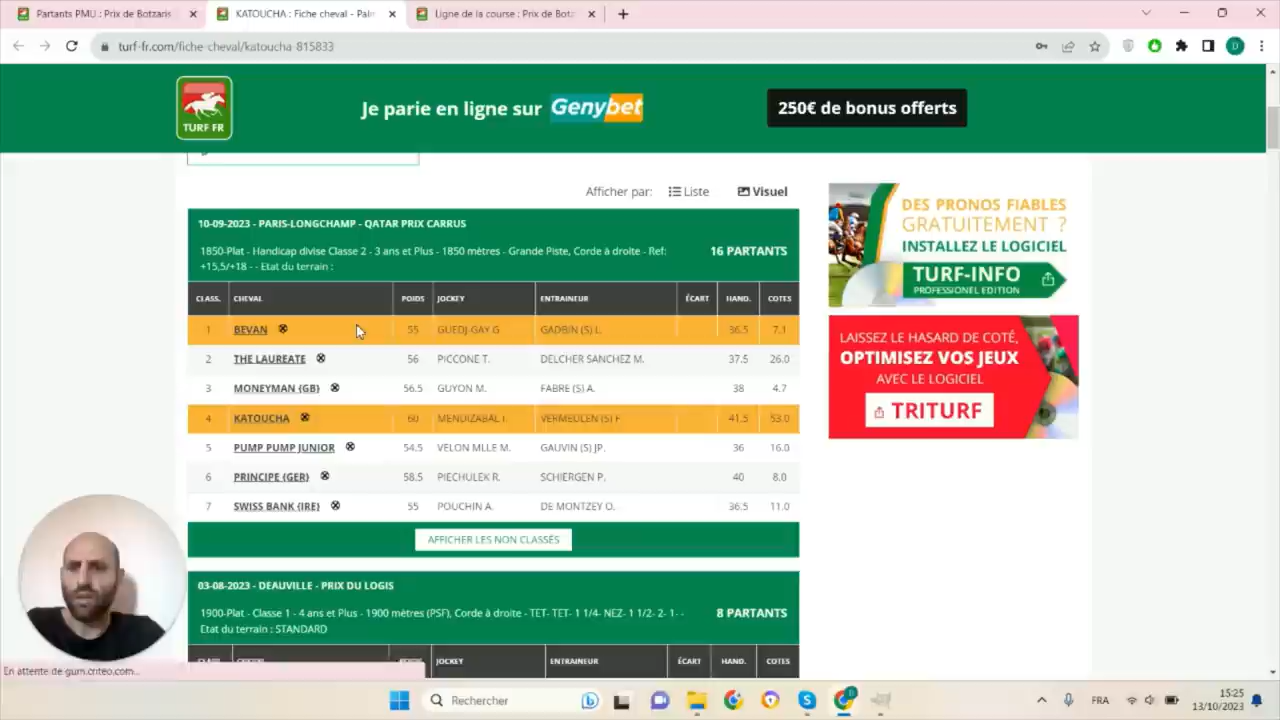 Partants PMU : Prix de Botzaris
KATOUCHA : Fiche cheval - Palm
Ligne de la course : Prix de Botz
turf-fr.com/fiche-cheval/katoucha-815833
TURF FR
Je parie en ligne sur Genybet
250€ de bonus offerts
Afficher par: Liste Visuel
10-09-2023 - PARIS-LONGCHAMP - QATAR PRIX CARRUS
1850-Plat - Handicap divise Classe 2 - 3 ans et Plus - 1850 mètres - Grande Piste, Corde à droite - Ref:
+15,5/+18 - - Etat du terrain :
16 PARTANTS
CLASS. CHEVAL POIDS JOCKEY ENTRAINEUR ÉCART HAND. COTES
1 BEVAN 55 GUEDJ-GAY G. GADBIN (S) L. 36.5 7.1
2 THE LAUREATE 56 PICCONE T. DELCHER SANCHEZ M. 37.5 26.0
3 MONEYMAN (GB) 56.5 GUYON M. FABRE (S) A. 38 4.7
4 KATOUCHA 60 MENDIZABAL I. VERMEULEN (S) F 41.5 53.0
5 PUMP PUMP JUNIOR 54.5 VELON MLLE M. GAUVIN (S) JP. 36 16.0
6 PRINCIPE (GER) 58.5 PIECHULEK R. SCHIERGEN P. 40 8.0
7 SWISS BANK (IRE) 55 POUCHIN A. DE MONTZEY O. 36.5 11.0
AFFICHER LES NON CLASSÉS
03-08-2023 - DEAUVILLE - PRIX DU LOGIS
1900-Plat - Classe 1 - 4 ans et Plus - 1900 mètres (PSF), Corde à droite - TET- TET- 1 1/4- NEZ- 1 1/2- 2- 1- -
Etat du terrain : STANDARD
8 PARTANTS
JOCKEY ENTRAINEUR ÉCART HAND. COTES
DES PRONOS FIABLES
GRATUITEMENT ?
INSTALLEZ LE LOGICIEL
TURF-INFO
PROFESIONEL EDITION
LAISSEZ LE HASARD DE COTÉ,
OPTIMISEZ VOS JEUX
AVEC LE LOGICIEL
TRITURF
En attente de gum.criteo.com...
Rechercher
FRA
15:25
13/10/2023